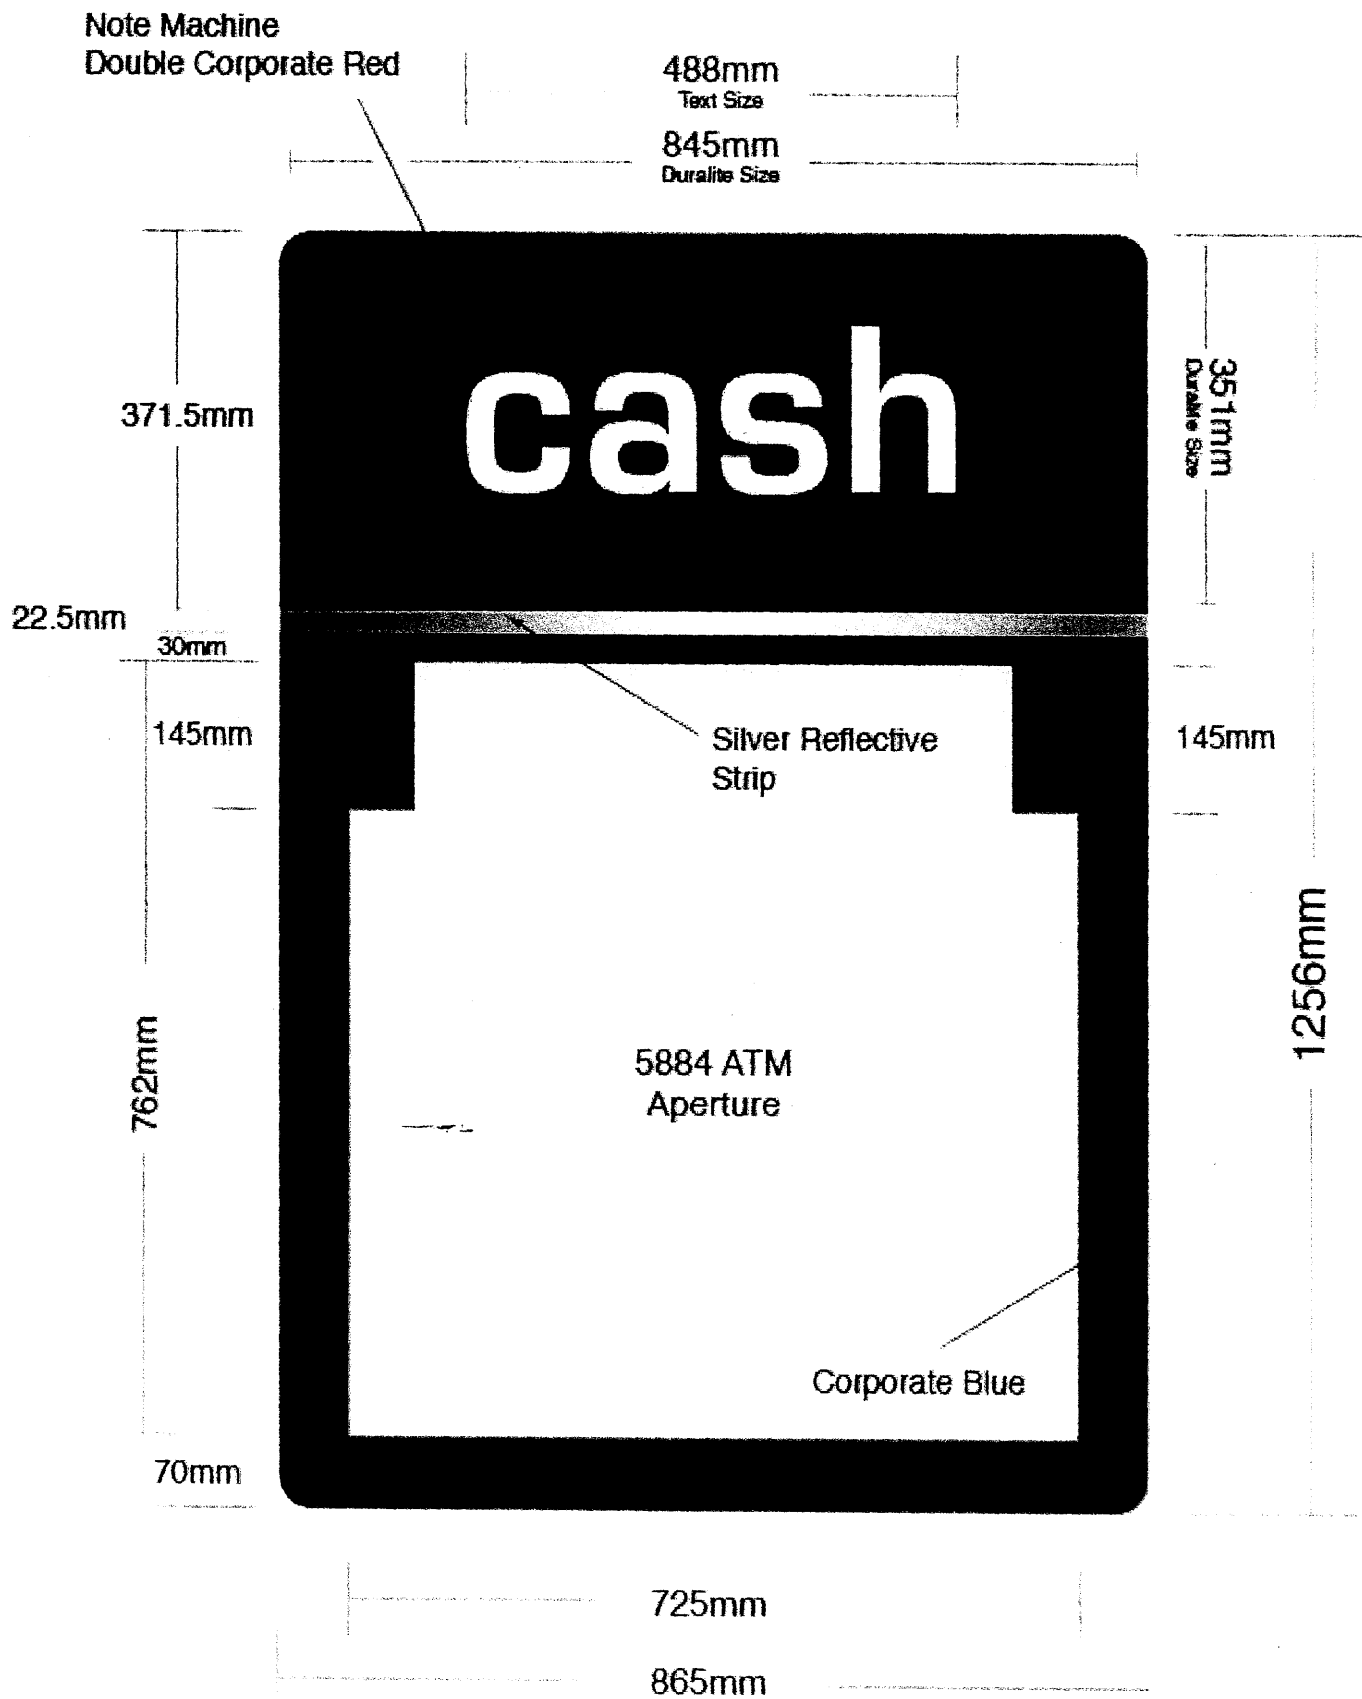 Note Machine
Double Corporate Red
488mm
Text Size
845mm
Duralite Size
371.5mm
cash
351mm
Duralite Size
22.5mm
30mm
145mm
Silver Reflective
Strip
145mm
1256mm
762mm
5884 ATM
Aperture
Corporate Blue
70mm
725mm
865mm